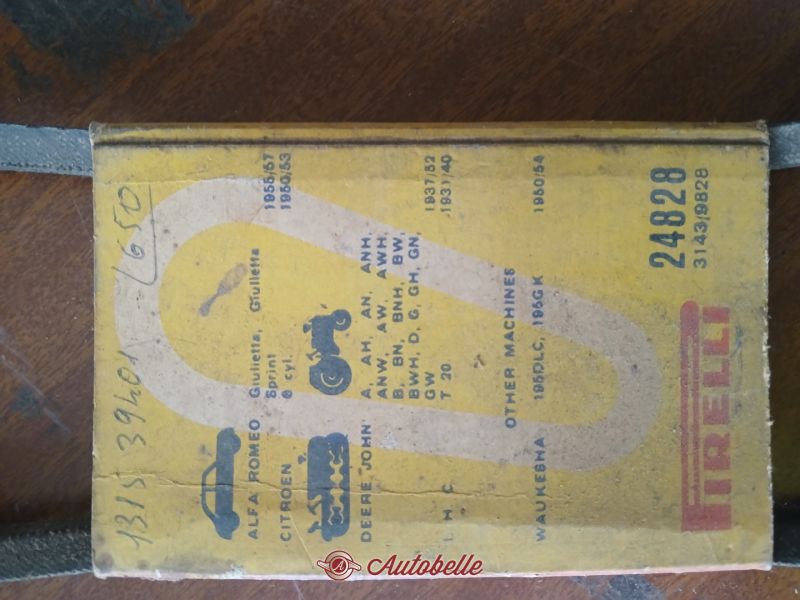 1315 39401 - L650
ALFA ROMEO Giulietta, Giulietta Sprint 1955/57
CITROEN 6 cyl. 1950/53
DEERE JOHN A, AH, AN, ANH,
ANW, AW, AWH,
B, BN, BNH, BW,
BWH, D, G, GH, GN,
GW 1937/52
I. H. C. T 20 1931/40
OTHER MACHINES
WAUKESHA 195DLC, 195GK 1950/54
24828
3143/9828
PIRELLI
Autobelle